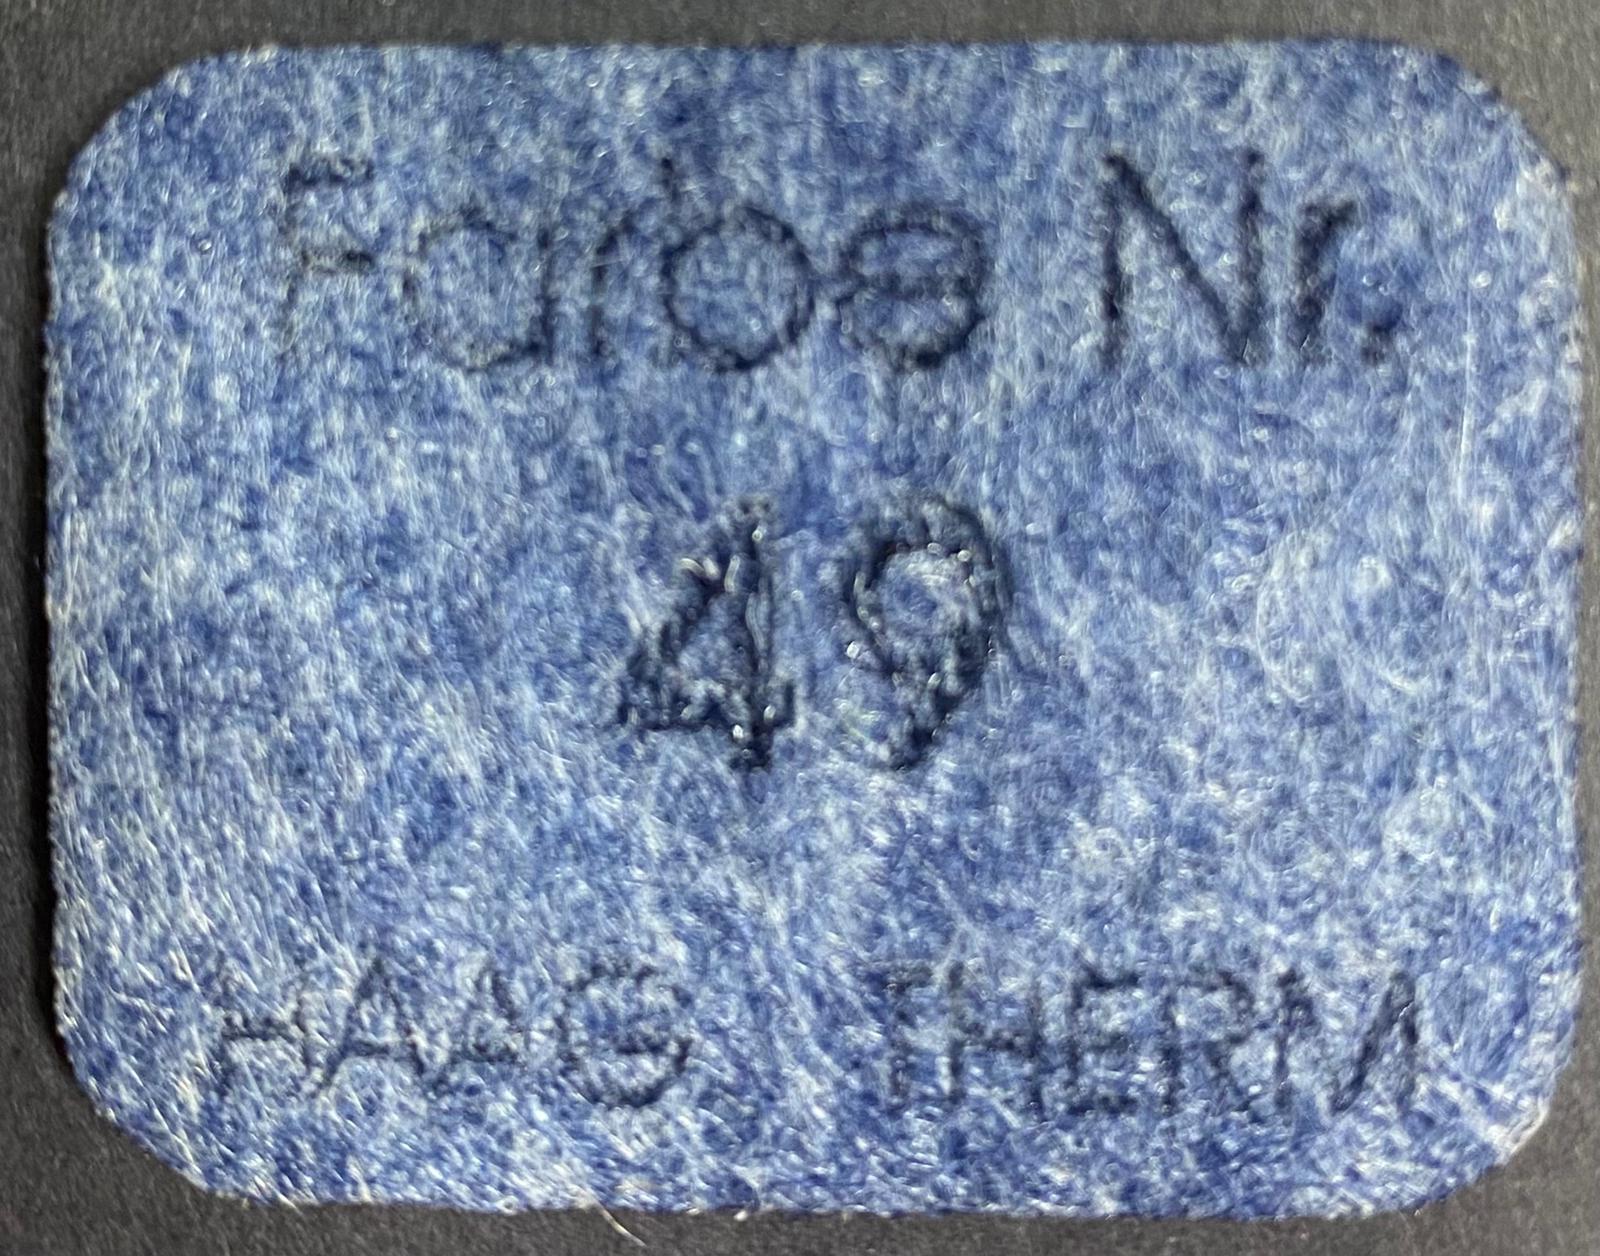 Farbe Nr.
49
HAAG THERM